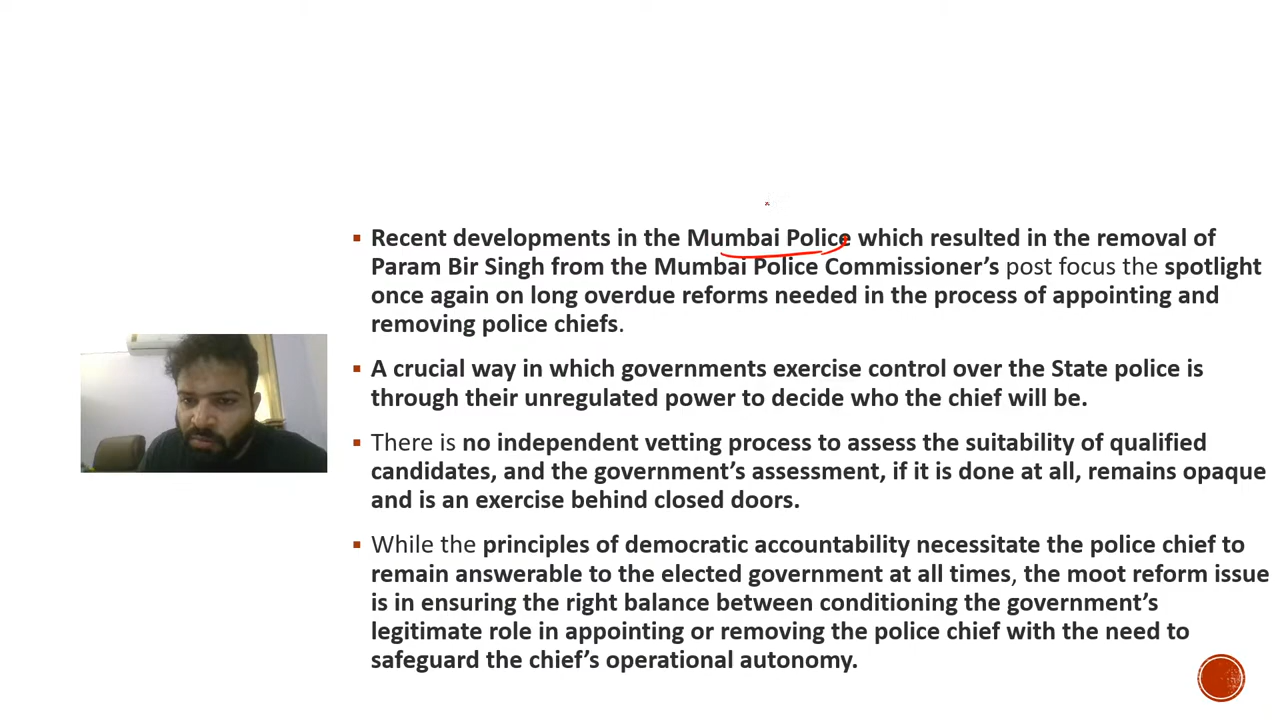 ▪ Recent developments in the Mumbai Police which resulted in the removal of
Param Bir Singh from the Mumbai Police Commissioner’s post focus the spotlight
once again on long overdue reforms needed in the process of appointing and
removing police chiefs.
▪ A crucial way in which governments exercise control over the State police is
through their unregulated power to decide who the chief will be.
▪ There is no independent vetting process to assess the suitability of qualified
candidates, and the government’s assessment, if it is done at all, remains opaque
and is an exercise behind closed doors.
▪ While the principles of democratic accountability necessitate the police chief to
remain answerable to the elected government at all times, the moot reform issue
is in ensuring the right balance between conditioning the government’s
legitimate role in appointing or removing the police chief with the need to
safeguard the chief’s operational autonomy.